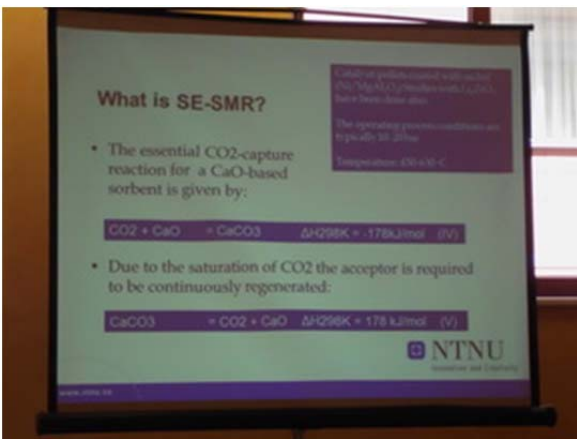 What is SE-SMR?
The operating process conditions are
typically
Temperature:
• The essential CO2-capture
reaction for a CaO-based
sorbent is given by:
CO2 + CaO = CaCO3 ΔH298K = -178kJ/mol (IV)
• Due to the saturation of CO2 the acceptor is required
to be continuously regenerated:
CaCO3 = CO2 + CaO ΔH298K = 178 kJ/mol (V)
NTNU